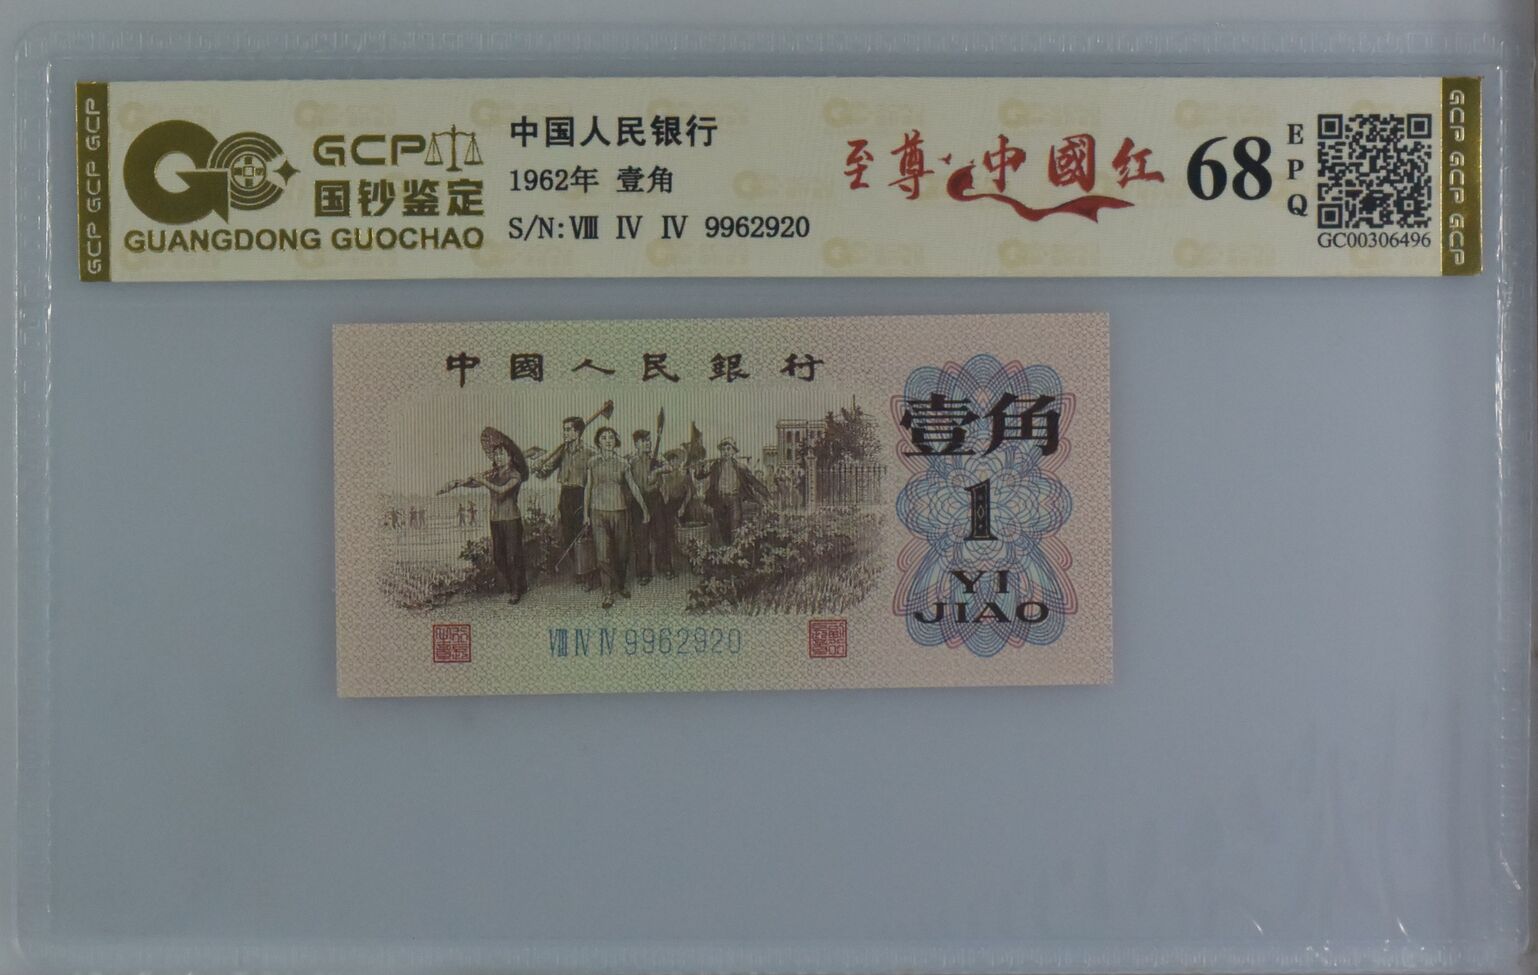 GCP GCP GCP
GCP
国钞鉴定
GUANGDONG GUOCHAO
中国人民银行
1962年 壹角
S/N: Ⅷ Ⅳ Ⅳ 9962920
至尊·中國红
68
EPQ
GC00306496
GCP GCP GCP
中國人民銀行
壹角
1
YI
JIAO
Ⅷ Ⅳ Ⅳ 9962920